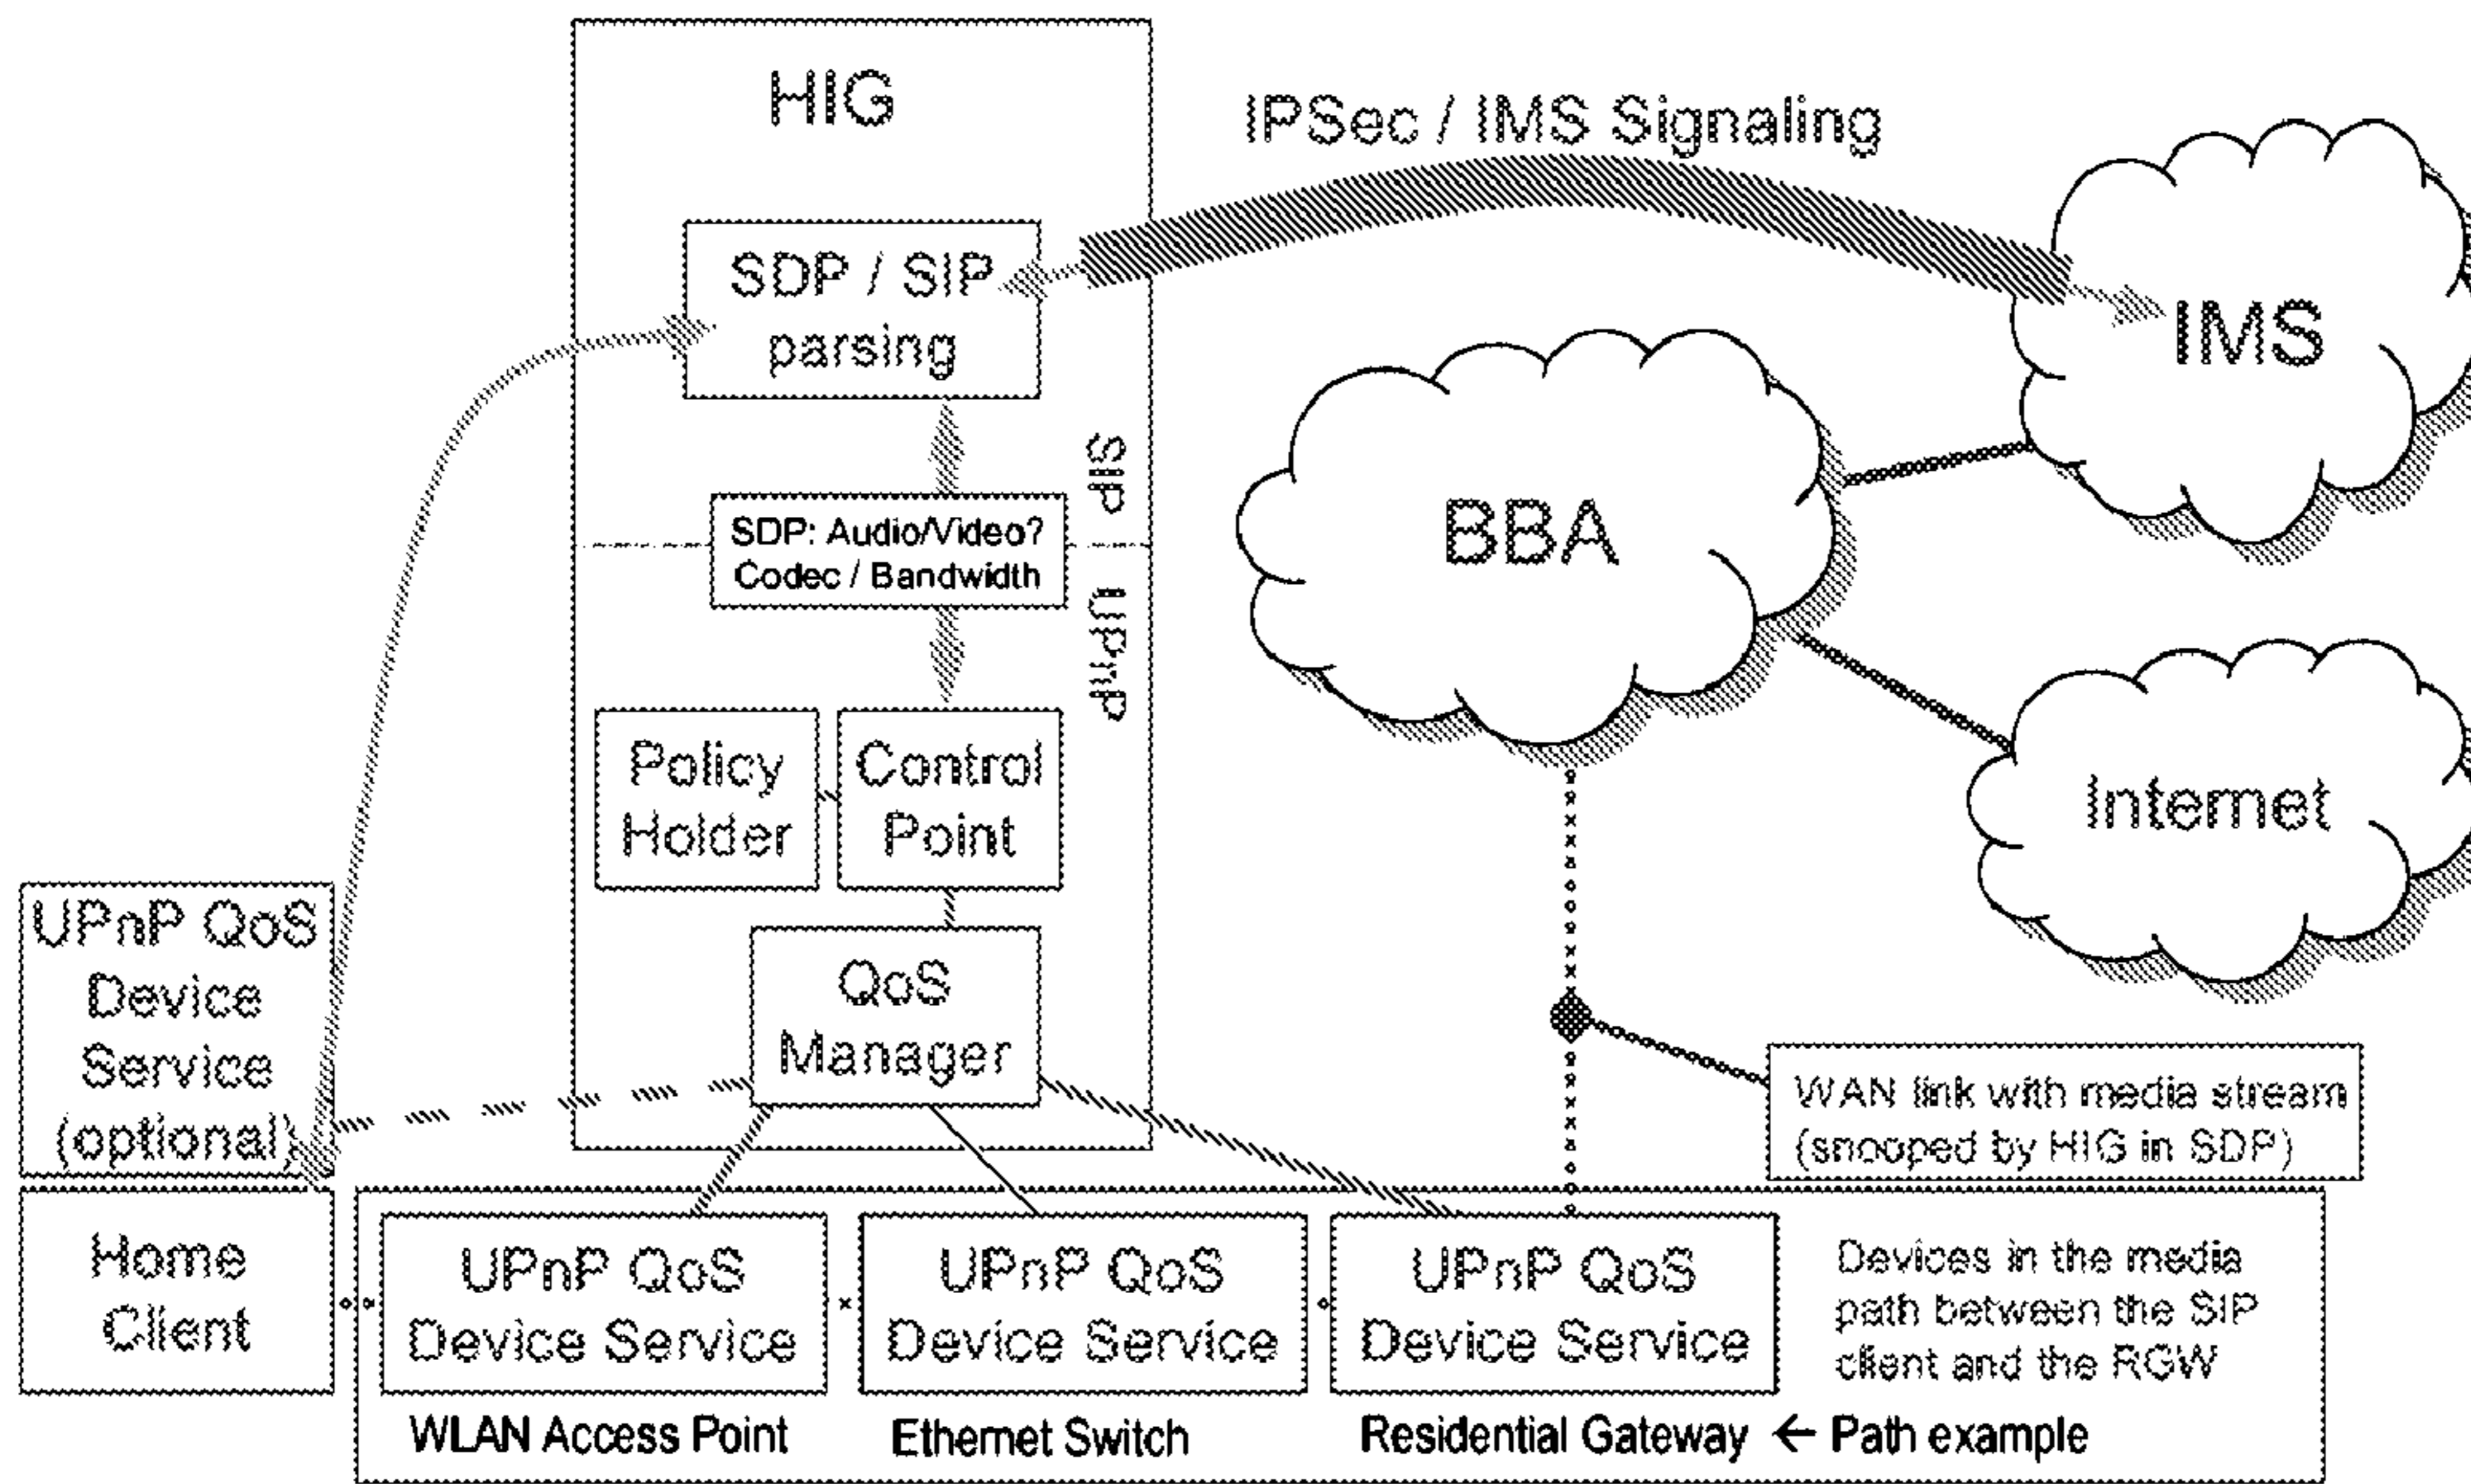 HIG
IPSec / IMS Signaling
SDP / SIP
parsing
IMS
SIP
SDP: Audio/Video?
Codec / Bandwidth
UPnP
BBA
Policy
Holder
Control
Point
Internet
UPnP QoS
Device
Service
(optional)
QoS
Manager
WAN link with media stream
(snooped by HIG in SDP)
Home
Client
UPnP QoS
Device Service
UPnP QoS
Device Service
UPnP QoS
Device Service
Devices in the media
path between the SIP
client and the RGW
WLAN Access Point
Ethernet Switch
Residential Gateway ← Path example